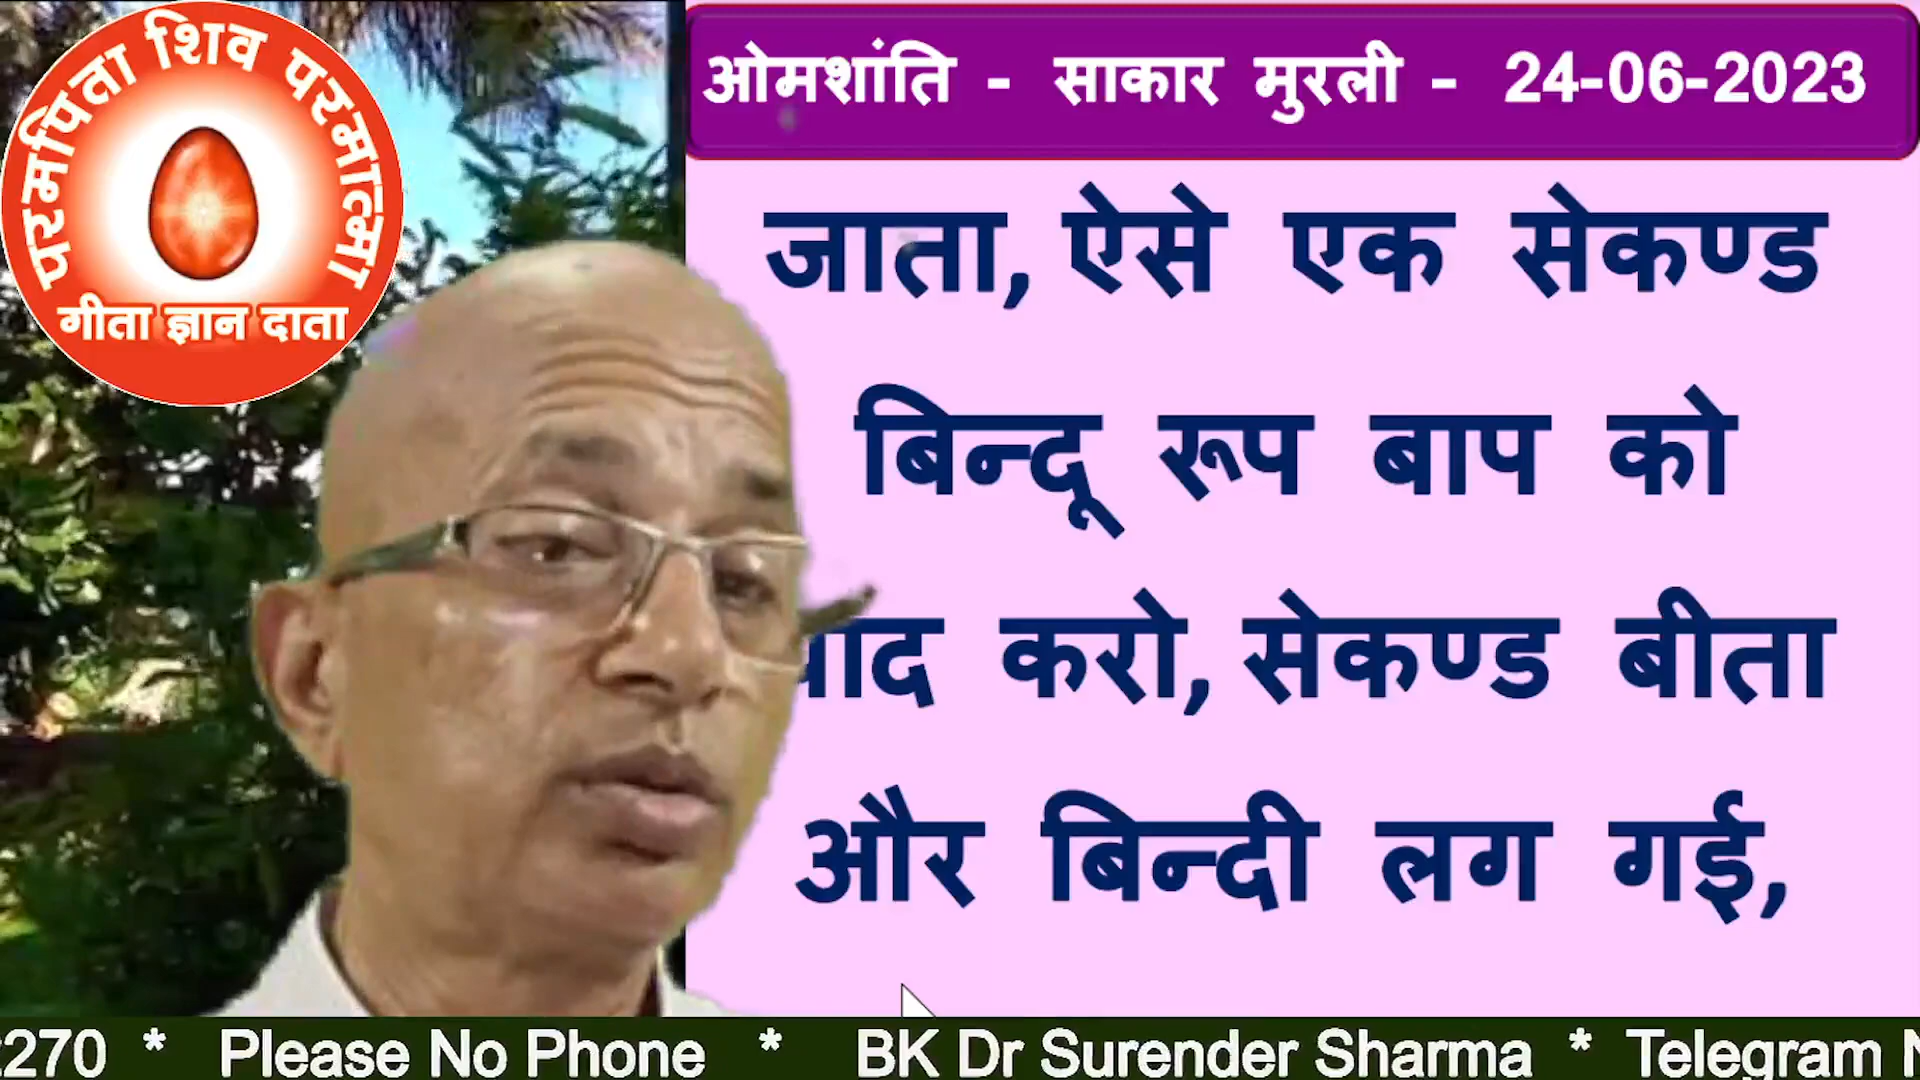 परमपिता शिव परमात्मा
गीता ज्ञान दाता
ओमशांति - साकार मुरली - 24-06-2023
जाता, ऐसे एक सेकण्ड
बिन्दू रूप बाप को
याद करो, सेकण्ड बीता
और बिन्दी लग गई,
270 * Please No Phone * BK Dr Surender Sharma * Telegram